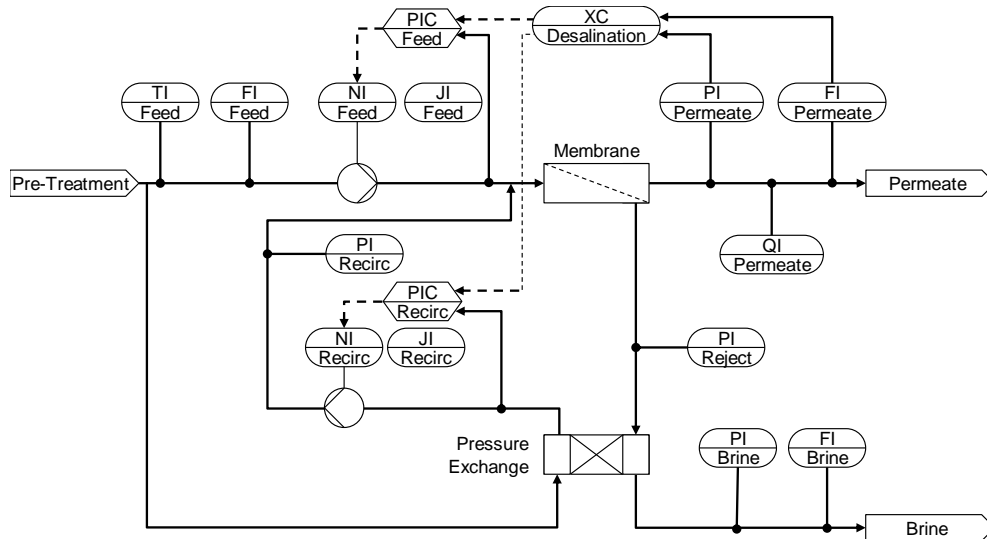 PIC
Feed
XC
Desalination
TI
Feed
FI
Feed
NI
Feed
JI
Feed
PI
Permeate
FI
Permeate
Membrane
Pre-Treatment
Permeate
PI
Recirc
QI
Permeate
PIC
Recirc
NI
Recirc
JI
Recirc
PI
Reject
Pressure
Exchange
PI
Brine
FI
Brine
Brine